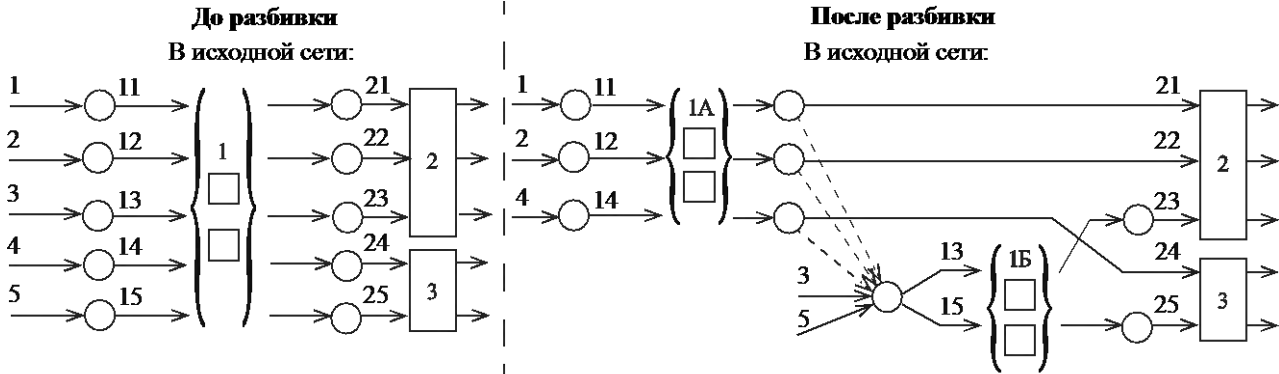 До разбивки
В исходной сети:
1 11 21
2 12 22
1 2
3 13 23
4 14 24
3
5 15 25
После разбивки
В исходной сети:
1 11 1А 21
2 12 22 2
4 14 23
13 1Б 24
3
5 15 25 3